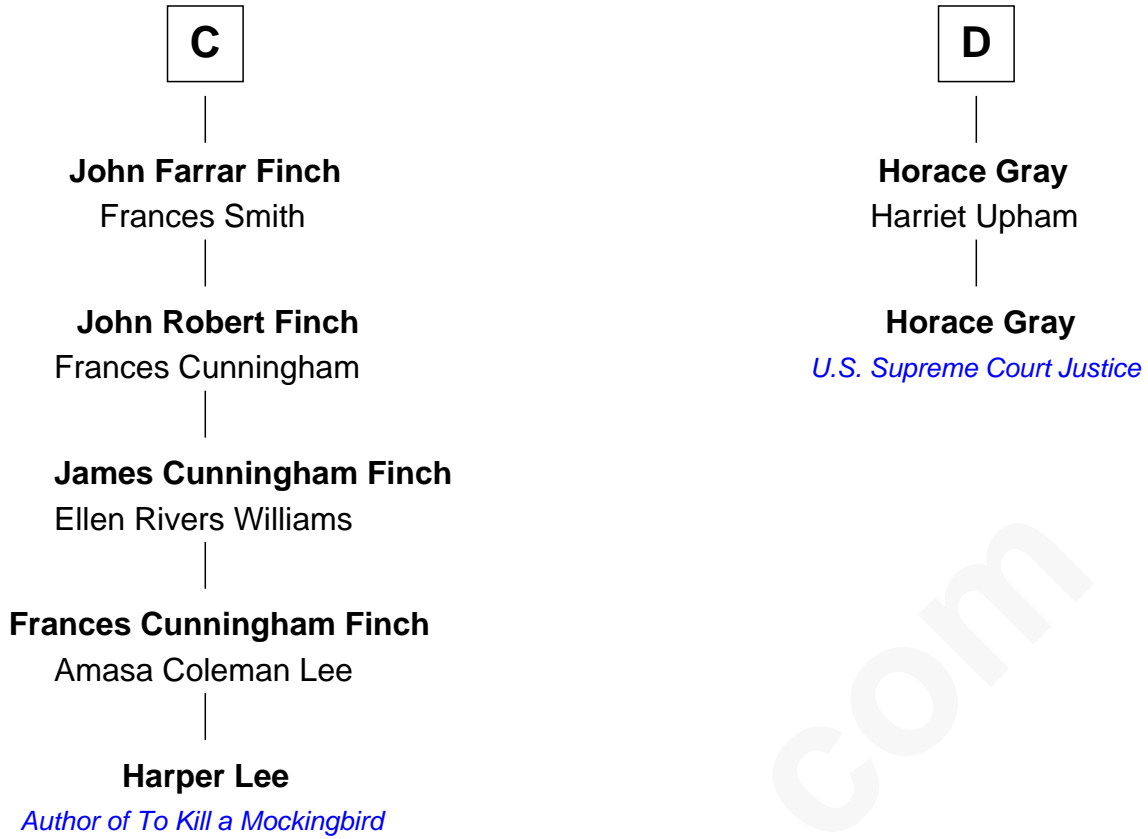 C
John Farrar Finch
Frances Smith
John Robert Finch
Frances Cunningham
James Cunningham Finch
Ellen Rivers Williams
Frances Cunningham Finch
Amasa Coleman Lee
Harper Lee
Author of To Kill a Mockingbird
D
Horace Gray
Harriet Upham
Horace Gray
U.S. Supreme Court Justice
com